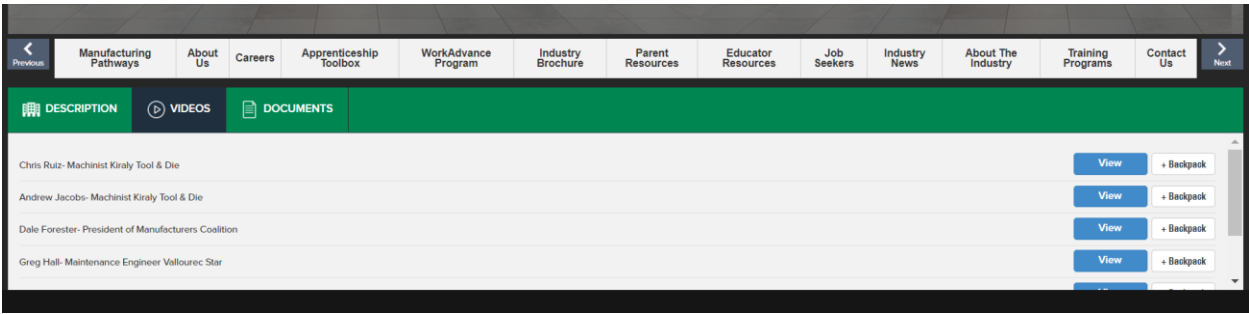 Previous
Manufacturing Pathways
About Us
Careers
Apprenticeship Toolbox
WorkAdvance Program
Industry Brochure
Parent Resources
Educator Resources
Job Seekers
Industry News
About The Industry
Training Programs
Contact Us
Next
DESCRIPTION VIDEOS DOCUMENTS
Chris Ruiz- Machinist Kiraly Tool & Die View + Backpack
Andrew Jacobs- Machinist Kiraly Tool & Die View + Backpack
Dale Forester- President of Manufacturers Coalition View + Backpack
Greg Hall- Maintenance Engineer Vallourec Star View + Backpack